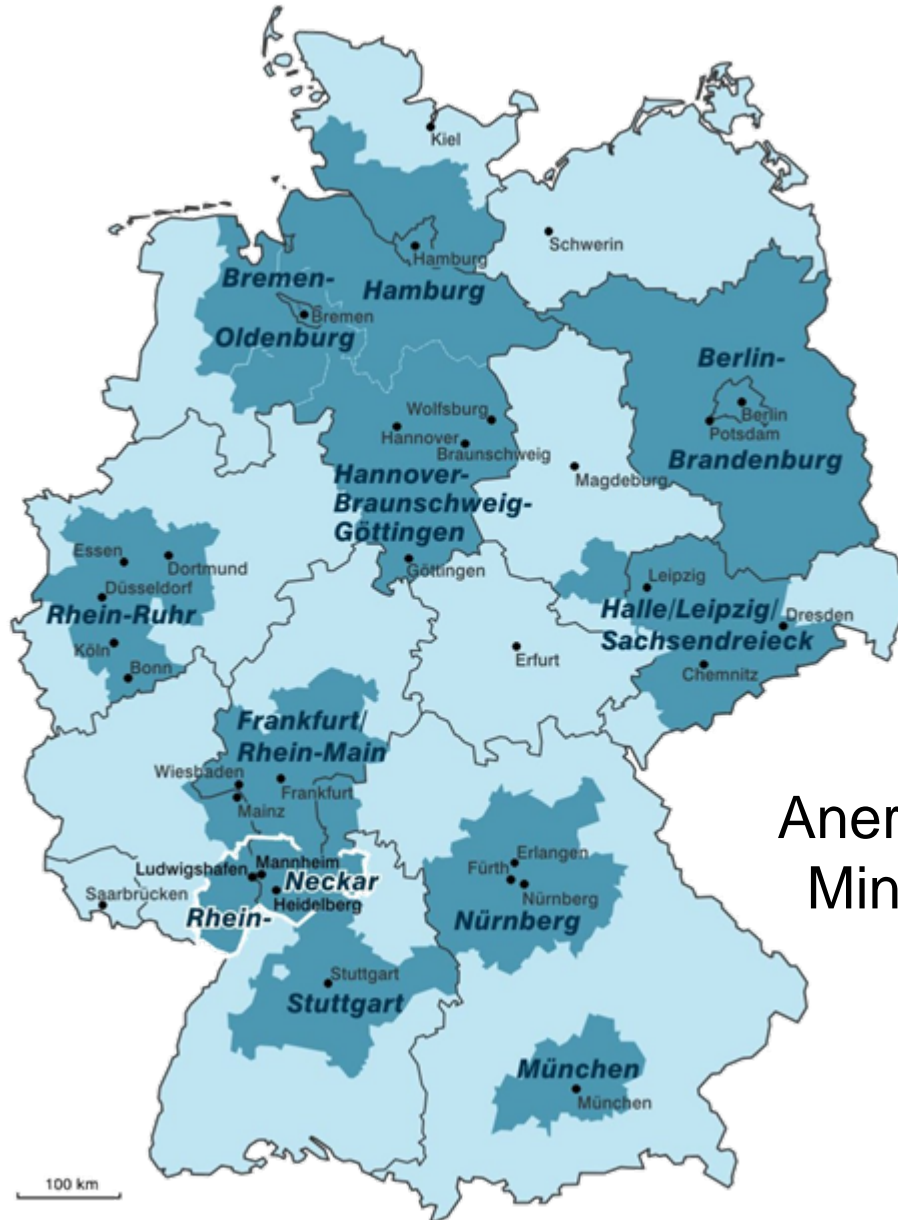 Kiel
Schwerin
Hamburg
Bremen-
Hamburg
Bremen
Oldenburg
Berlin-
Wolfsburg
Berlin
Hannover
Potsdam
Braunschweig
Brandenburg
Hannover-
Magdeburg
Braunschweig-
Göttingen
Essen
Dortmund
Göttingen
Leipzig
Düsseldorf
Rhein-Ruhr
Halle/Leipzig/
Dresden
Sachsendreieck
Köln
Erfurt
Bonn
Chemnitz
Frankfurt/
Rhein-Main
Wiesbaden
Frankfurt
Mainz
Aner
Erlangen
Ludwigshafen
Mannheim
Fürth
Neckar
Min
Saarbrücken
Heidelberg
Nürnberg
Rhein-
Nürnberg
Stuttgart
Stuttgart
München
München
100 km